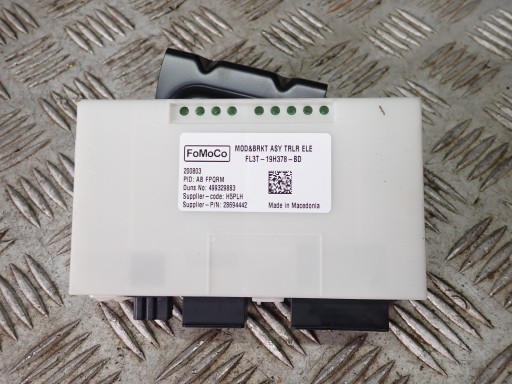 FoMoCo
MOD&BRKT ASY TRLR ELE
FL3T-19H378-BD
200803
PID: AB FPQRM
Duns No: 499329883
Supplier-code: H5PLH
Supplier-P/N: 28694442
Made in Macedonia